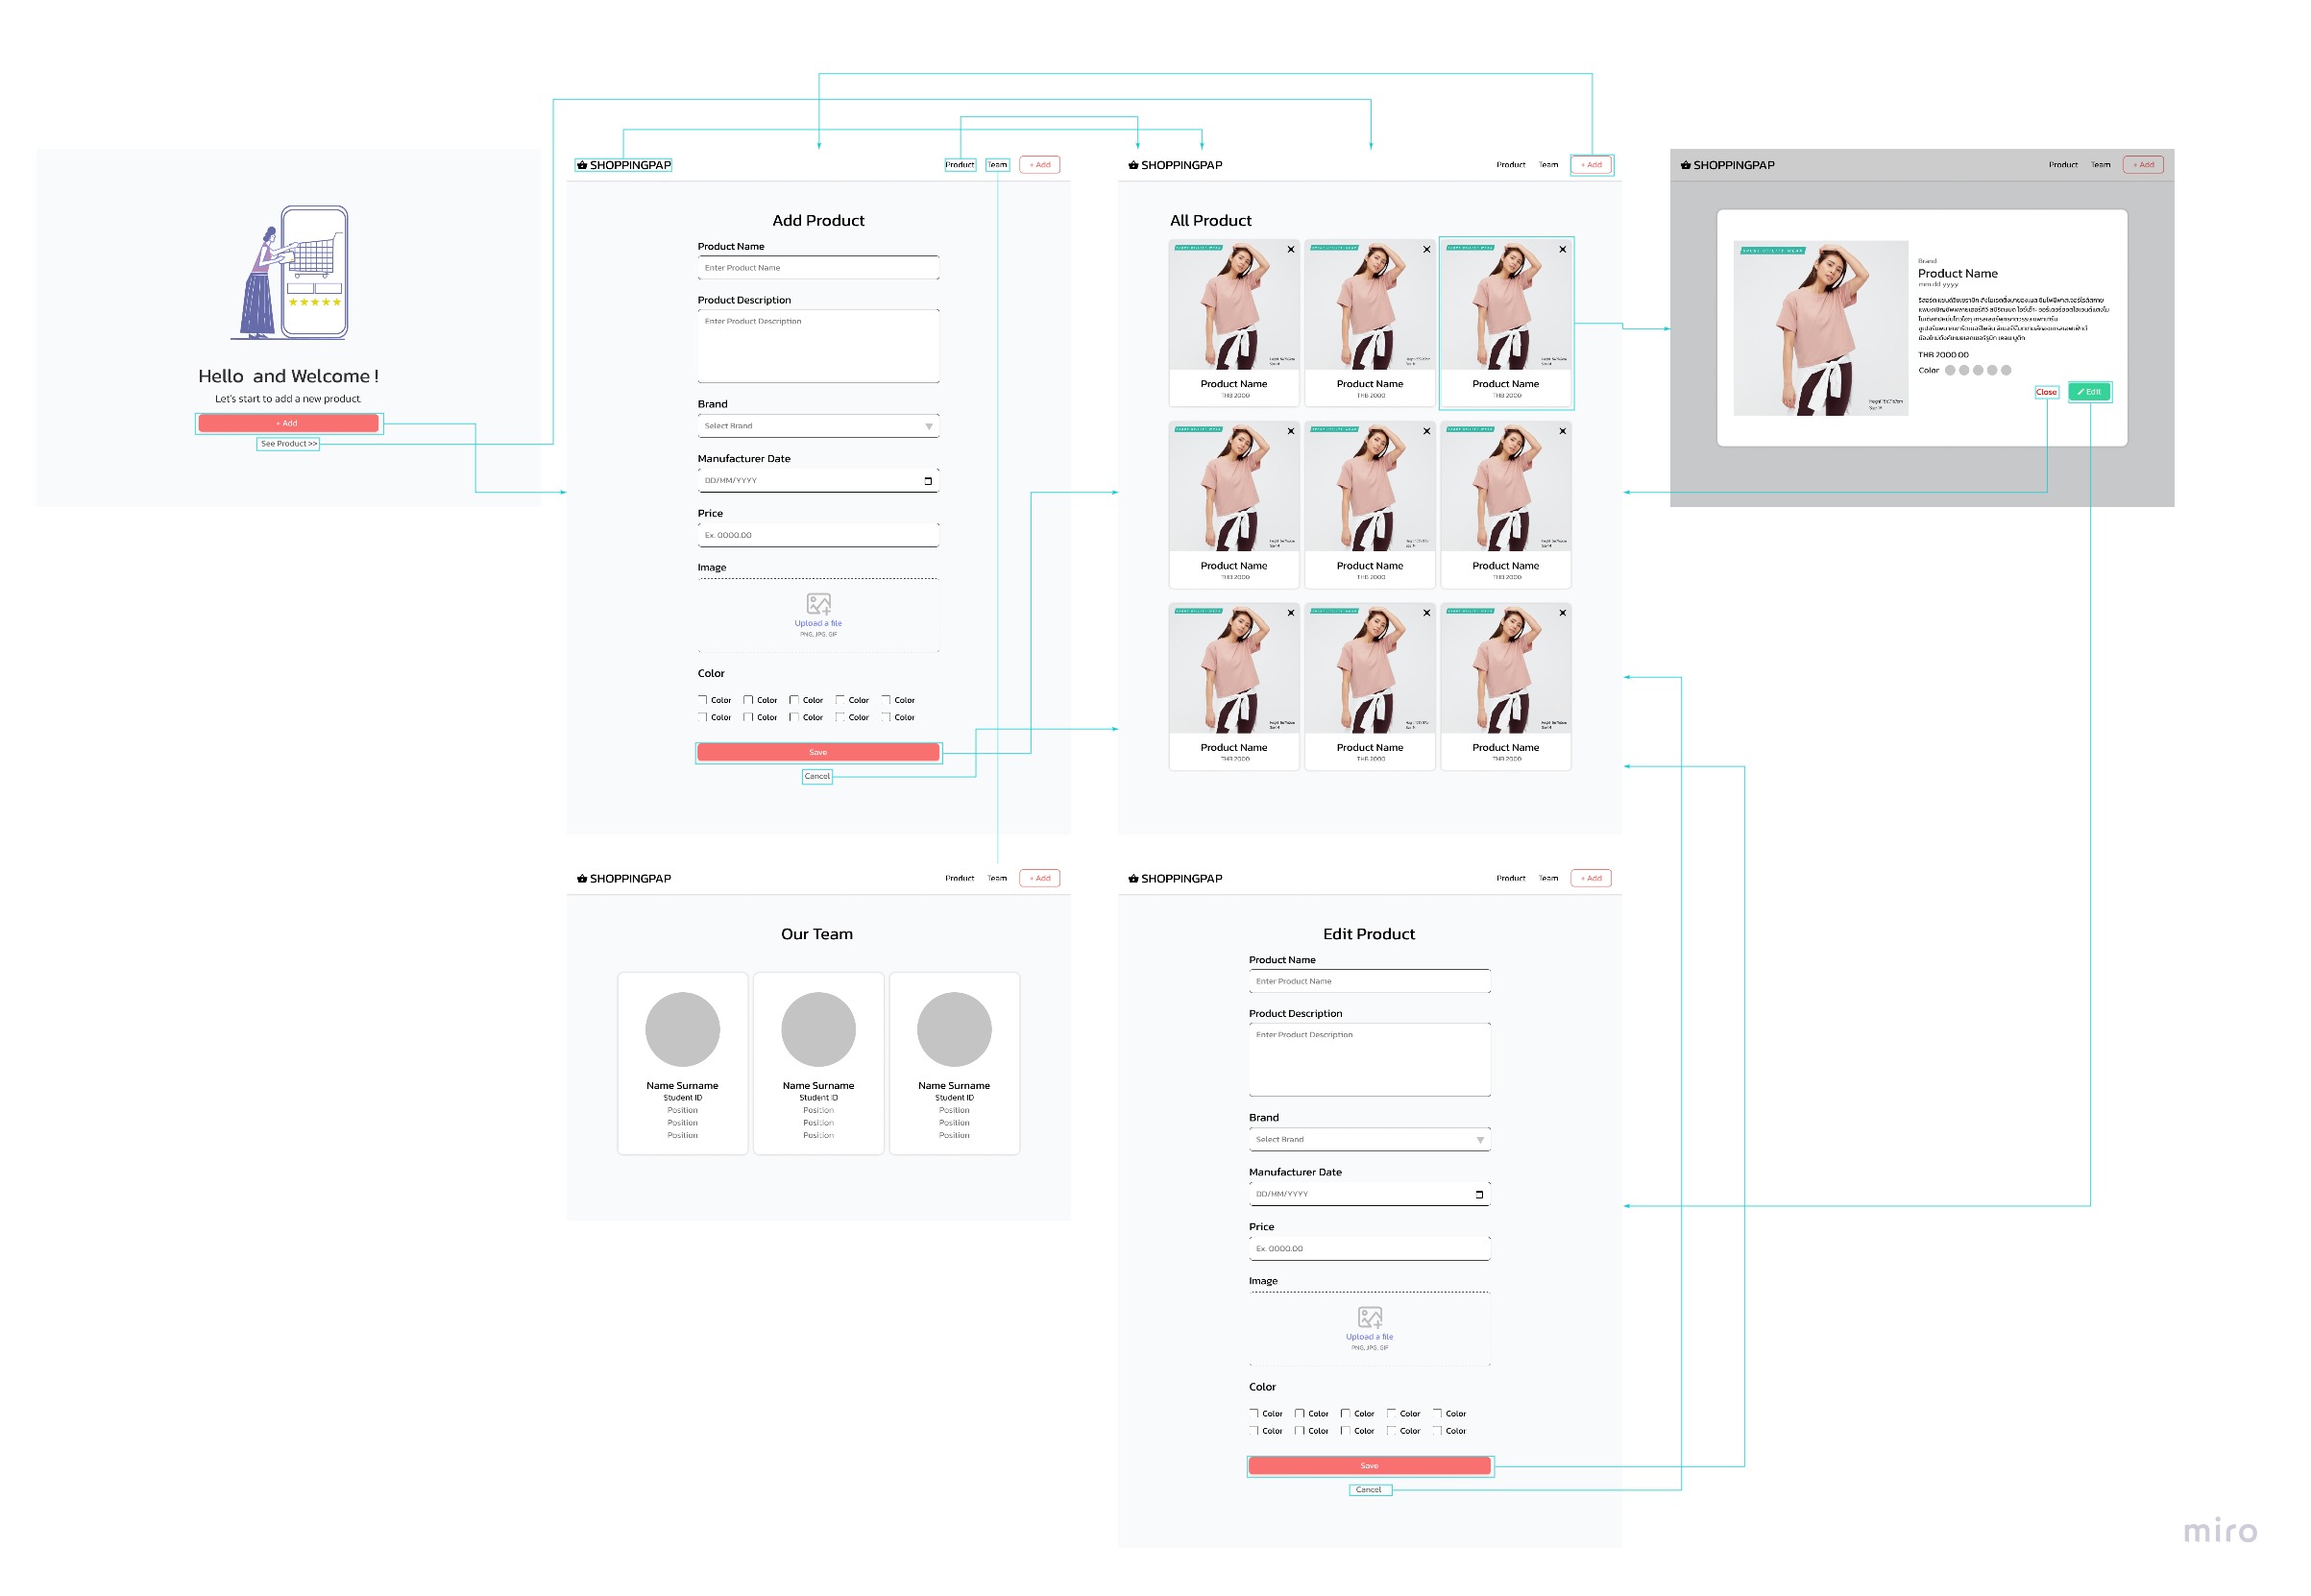 Hello and Welcome !
Let's start to add a new product.
+ Add
See Product >>
SHOPPINGPAP
Product Team + Add
Add Product
Product Name
Enter Product Name
Product Description
Enter Product Description
Brand
Select Brand
Manufacturer Date
DD/MM/YYYY
Price
Ex. 0000.00
Image
Upload a file
PNG, JPG, GIF
Color
Color Color Color Color Color
Color Color Color Color Color
Save
Cancel
SHOPPINGPAP
Product Team + Add
All Product
Product Name Product Name Product Name
THB 2000 THB 2000 THB 2000
Product Name Product Name Product Name
THB 2000 THB 2000 THB 2000
Product Name Product Name Product Name
THB 2000 THB 2000 THB 2000
SHOPPINGPAP
Product Team + Add
Brand
Product Name
mm dd yyyy
THB 2000.00
Color
Close Edit
SHOPPINGPAP
Product Team + Add
Our Team
Name Surname Name Surname Name Surname
Student ID Student ID Student ID
Position Position Position
Position Position Position
Position Position Position
SHOPPINGPAP
Product Team + Add
Edit Product
Product Name
Enter Product Name
Product Description
Enter Product Description
Brand
Select Brand
Manufacturer Date
DD/MM/YYYY
Price
Ex. 0000.00
Image
Upload a file
PNG, JPG, GIF
Color
Color Color Color Color Color
Color Color Color Color Color
Save
Cancel
miro